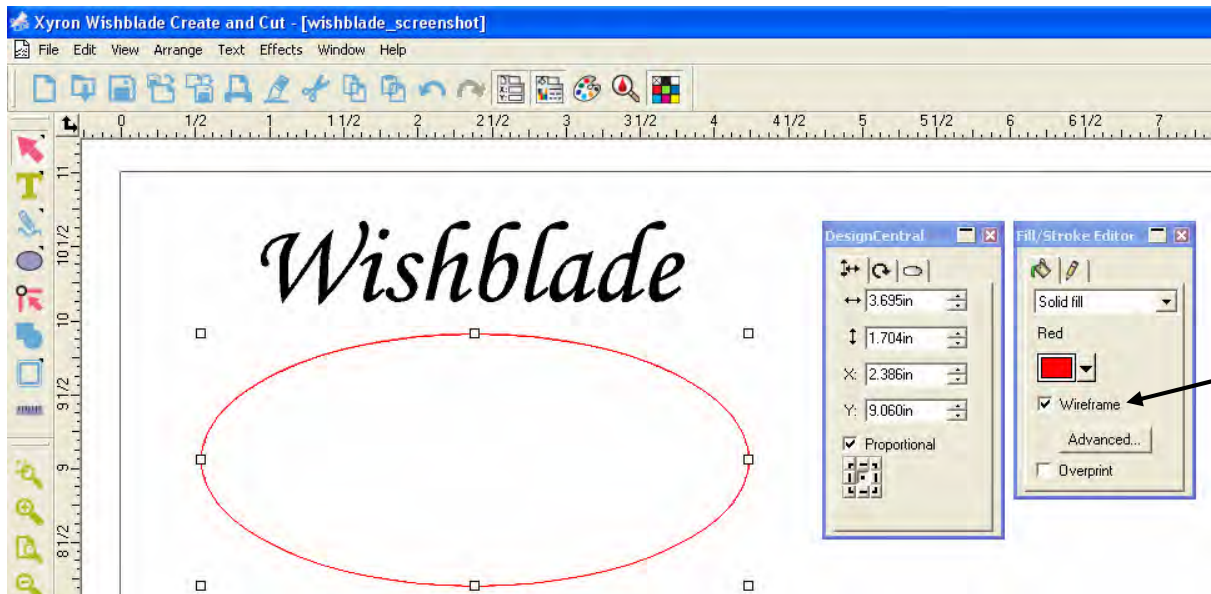 Xyron Wishblade Create and Cut - [wishblade_screenshot]
File Edit View Arrange Text Effects Window Help
0 1/2 1 1 1/2 2 2 1/2 3 3 1/2 4 4 1/2 5 5 1/2 6 6 1/2 7
11
10 1/2
10
9 1/2
9
8 1/2
Wishblade
DesignCentral
3.695in
1.704in
X: 2.386in
Y: 9.060in
Proportional
Fill/Stroke Editor
Solid fill
Red
Wireframe
Advanced...
Overprint